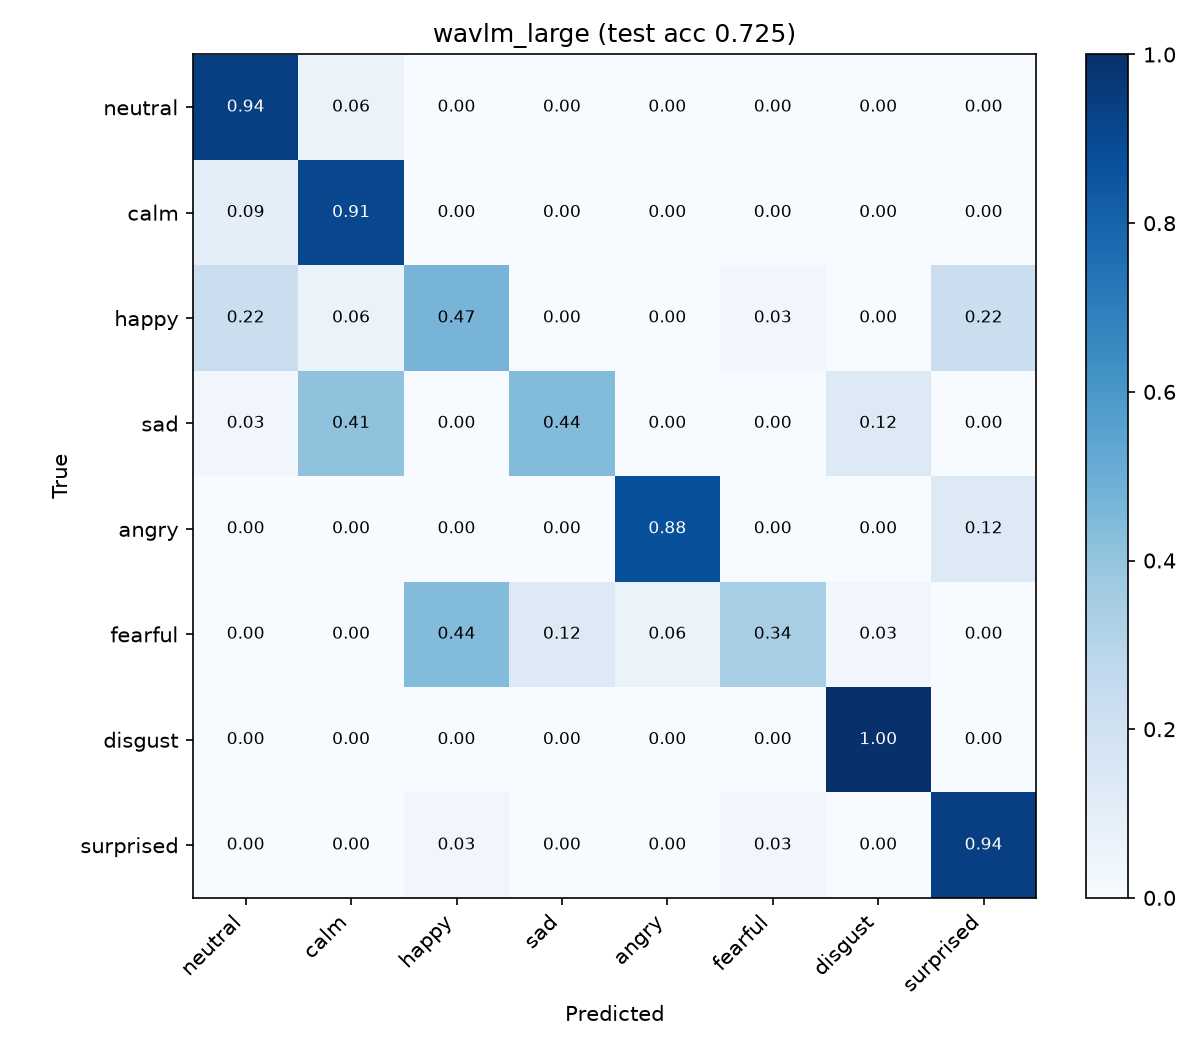 wavlm_large (test acc 0.725)
neutral 0.94 0.06 0.00 0.00 0.00 0.00 0.00 0.00
calm 0.09 0.91 0.00 0.00 0.00 0.00 0.00 0.00
happy 0.22 0.06 0.47 0.00 0.00 0.03 0.00 0.22
sad 0.03 0.41 0.00 0.44 0.00 0.00 0.12 0.00
angry 0.00 0.00 0.00 0.00 0.88 0.00 0.00 0.12
fearful 0.00 0.00 0.44 0.12 0.06 0.34 0.03 0.00
disgust 0.00 0.00 0.00 0.00 0.00 0.00 1.00 0.00
surprised 0.00 0.00 0.03 0.00 0.00 0.03 0.00 0.94
True
neutral calm happy sad angry fearful disgust surprised
Predicted
1.0
0.8
0.6
0.4
0.2
0.0